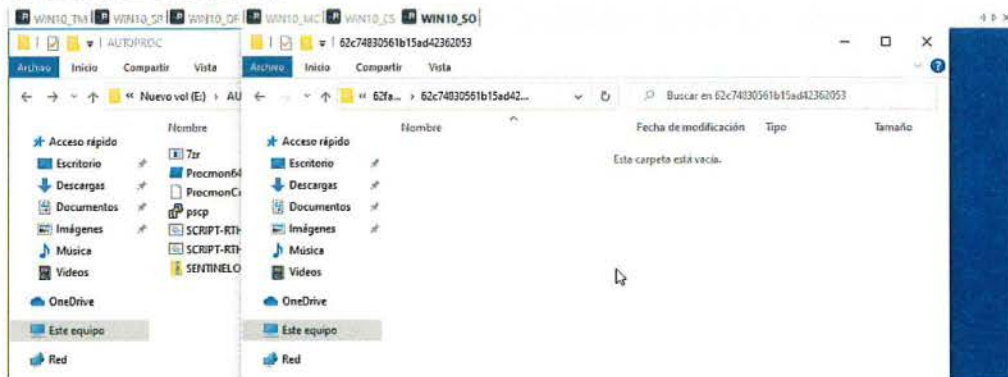 WIN10_TM WIN10_SR WIN10_DF WIN10_MC WIN10_CS WIN10_SO
AUTOPROC
Archivo Inicio Compartir Vista
Nuevo vol (E:) › AU
Nombre
Acceso rápido
Escritorio
Descargas
Documentos
Imágenes
Música
Videos
OneDrive
Este equipo
Red
7zr
Procmon64
ProcmonC
pscp
SCRIPT-RTH
SCRIPT-RTH
SENTINELO
62c74830561b15ad42362053
Archivo Inicio Compartir Vista
« 62fa... › 62c74830561b15ad42...
Buscar en 62c74830561b15ad42362053
Nombre Fecha de modificación Tipo Tamaño
Esta carpeta está vacía.
Acceso rápido
Escritorio
Descargas
Documentos
Imágenes
Música
Videos
OneDrive
Este equipo
Red